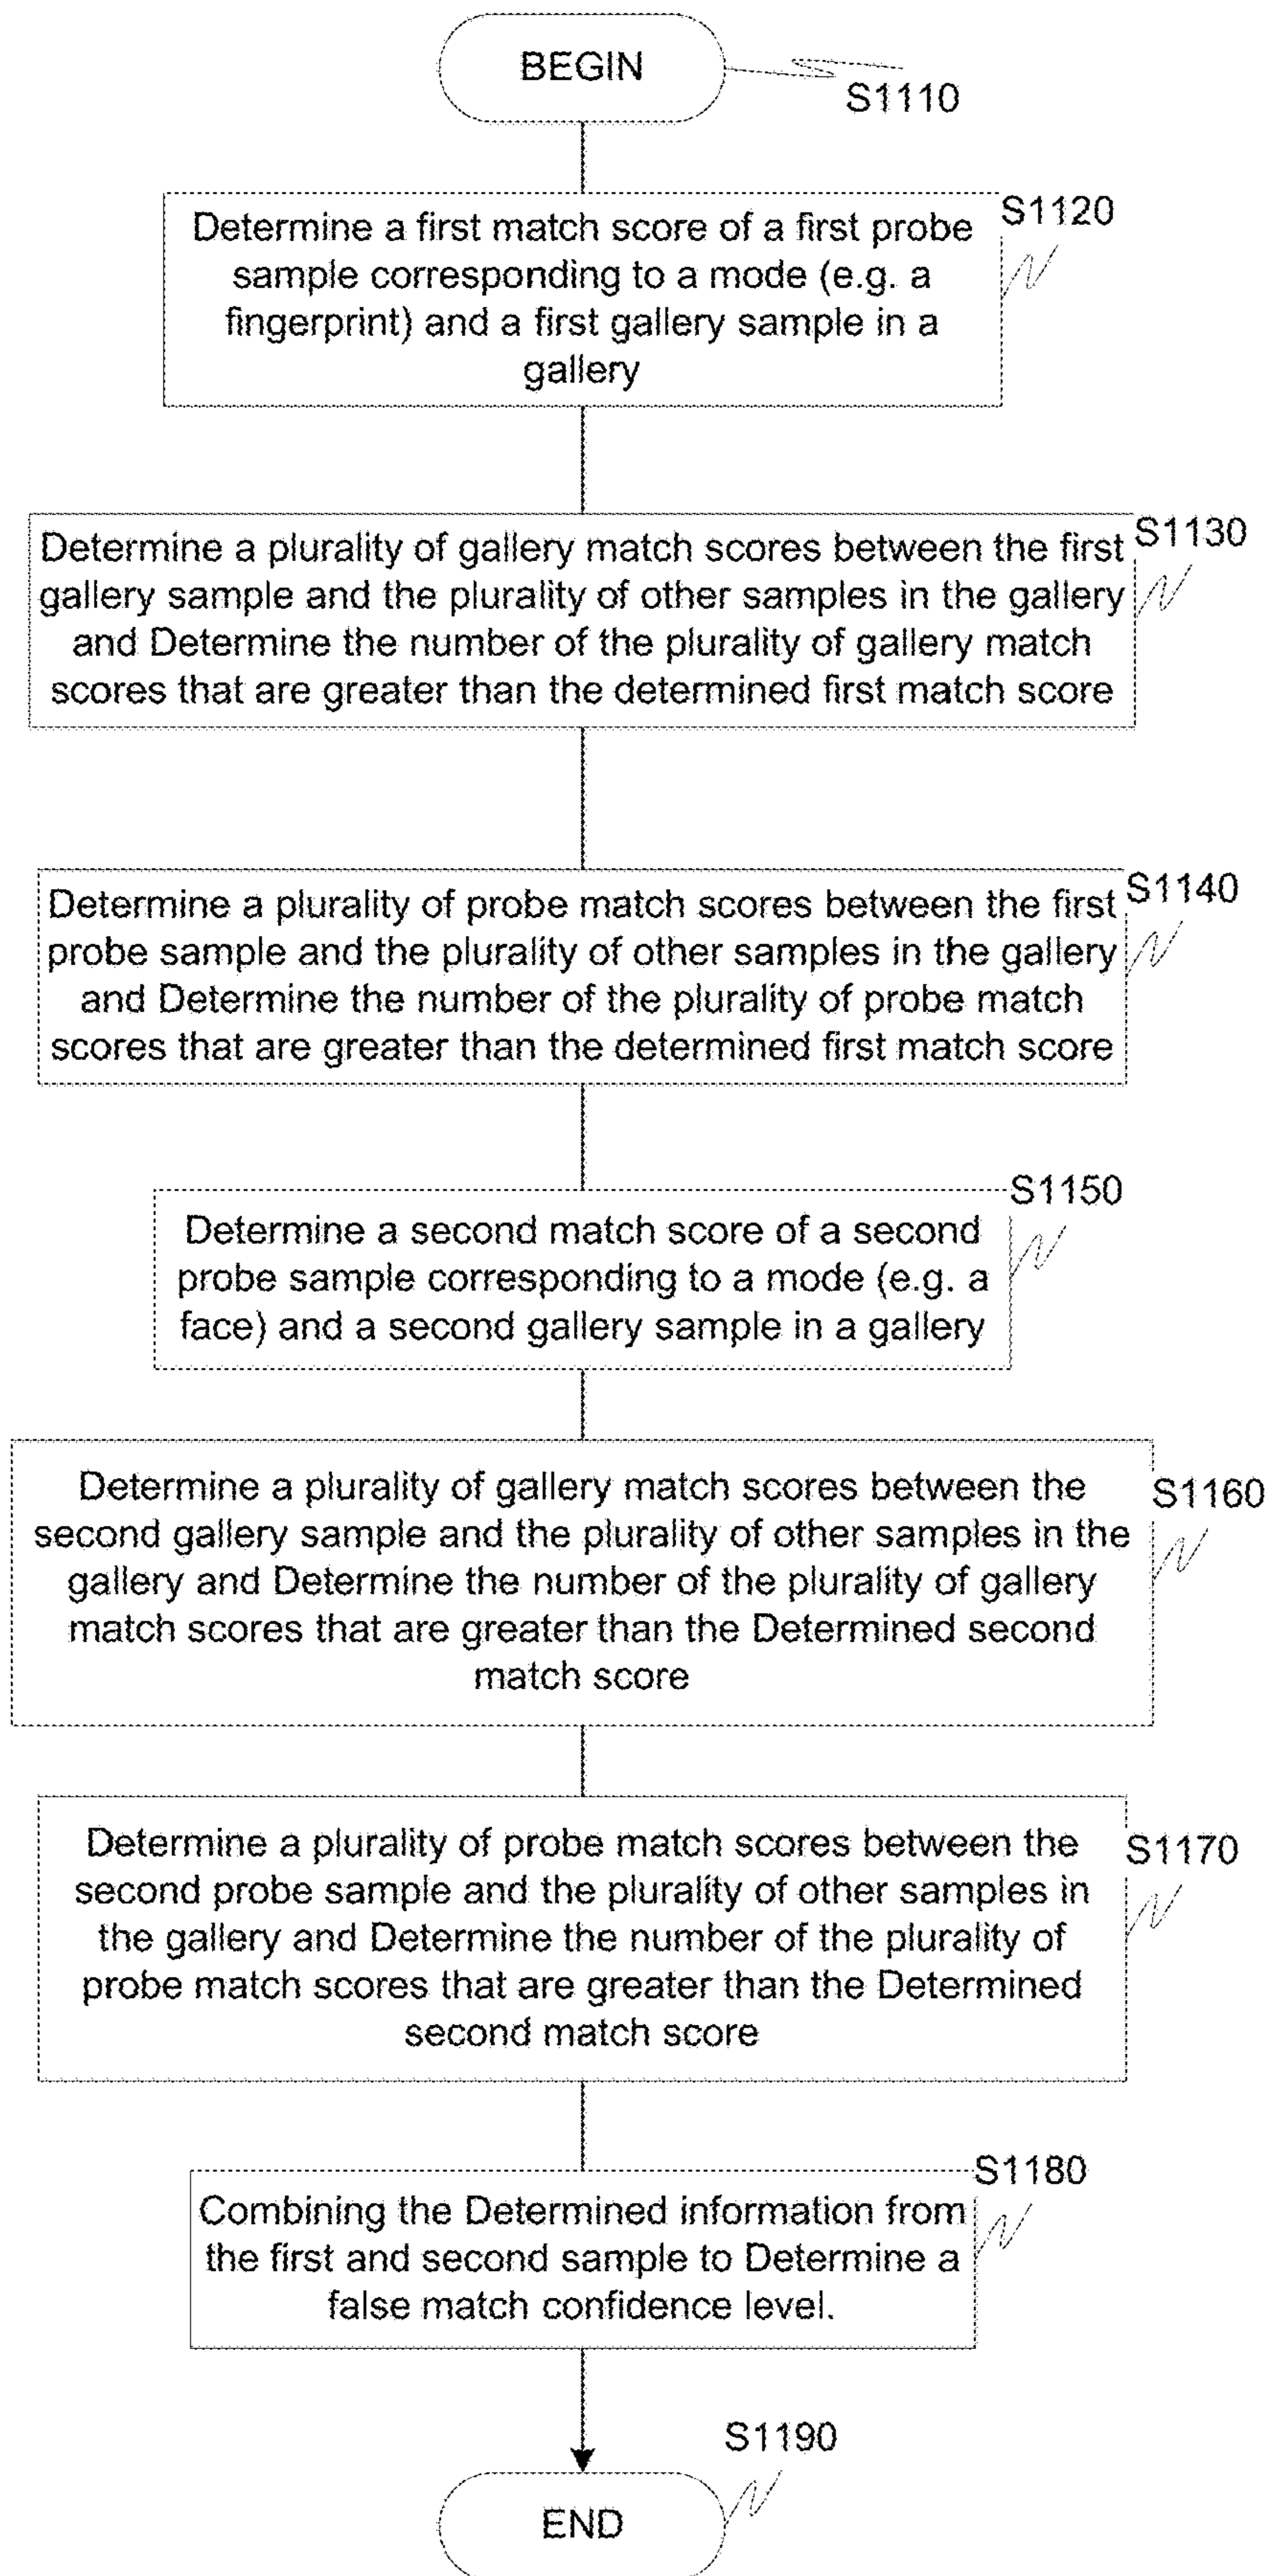 BEGIN
S1110
S1120
Determine a first match score of a first probe
sample corresponding to a mode (e.g. a
fingerprint) and a first gallery sample in a
gallery
S1130
Determine a plurality of gallery match scores between the first
gallery sample and the plurality of other samples in the gallery
and Determine the number of the plurality of gallery match
scores that are greater than the determined first match score
S1140
Determine a plurality of probe match scores between the first
probe sample and the plurality of other samples in the gallery
and Determine the number of the plurality of probe match
scores that are greater than the determined first match score
S1150
Determine a second match score of a second
probe sample corresponding to a mode (e.g. a
face) and a second gallery sample in a gallery
S1160
Determine a plurality of gallery match scores between the
second gallery sample and the plurality of other samples in the
gallery and Determine the number of the plurality of gallery
match scores that are greater than the Determined second
match score
S1170
Determine a plurality of probe match scores between the
second probe sample and the plurality of other samples in
the gallery and Determine the number of the plurality of
probe match scores that are greater than the Determined
second match score
S1180
Combining the Determined information from
the first and second sample to Determine a
false match confidence level.
S1190
END